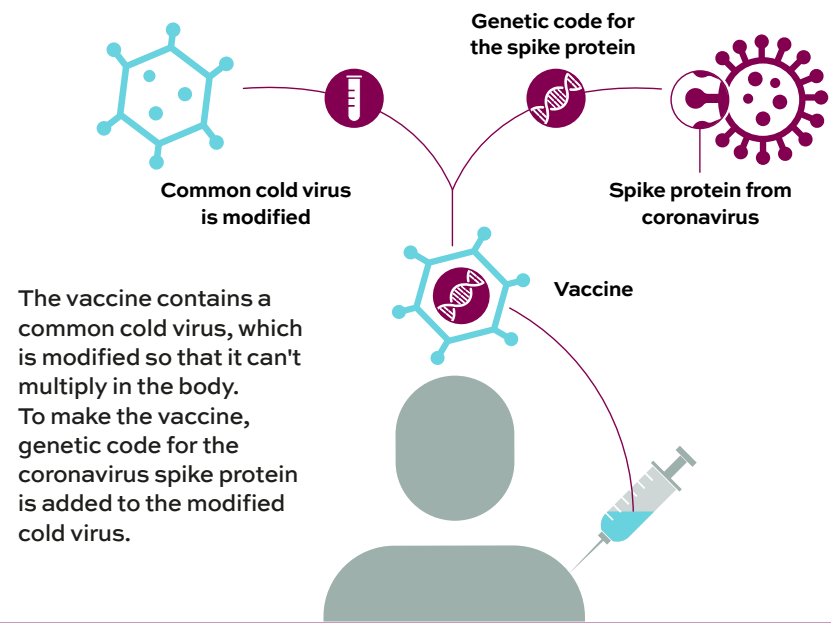 Genetic code for
the spike protein
Common cold virus
is modified
Spike protein from
coronavirus
Vaccine
The vaccine contains a
common cold virus, which
is modified so that it can't
multiply in the body.
To make the vaccine,
genetic code for the
coronavirus spike protein
is added to the modified
cold virus.